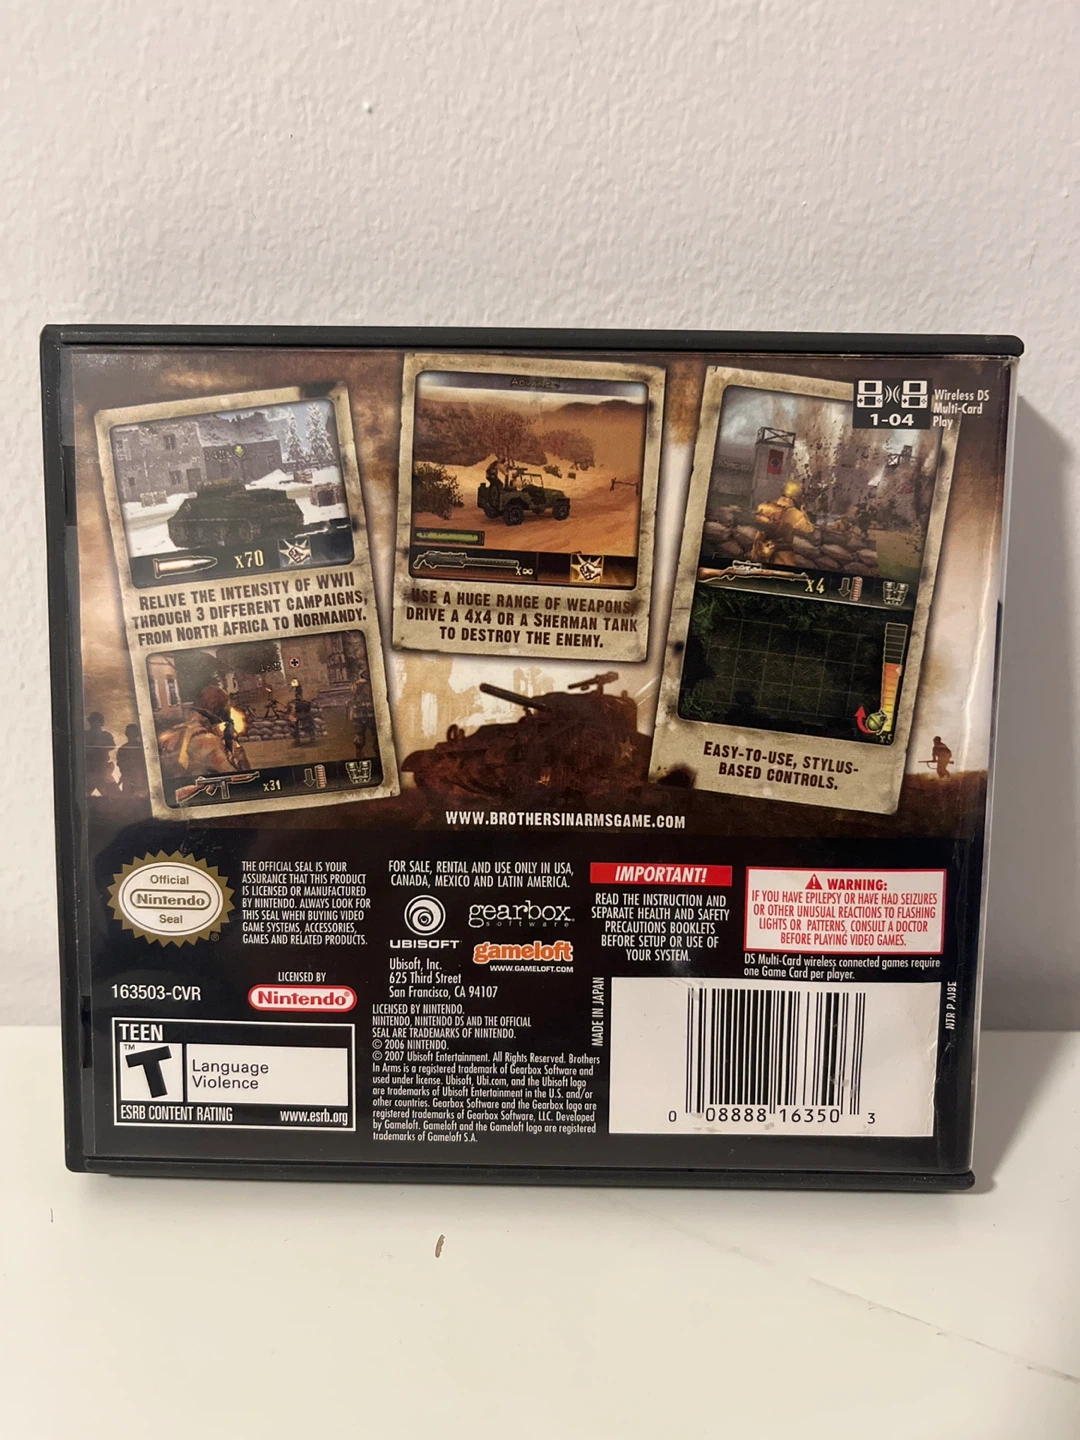 Wireless DS
Multi-Card
Play
1-04
x70
RELIVE THE INTENSITY OF WWII
THROUGH 3 DIFFERENT CAMPAIGNS,
FROM NORTH AFRICA TO NORMANDY.
x31
x∞
USE A HUGE RANGE OF WEAPONS,
DRIVE A 4X4 OR A SHERMAN TANK
TO DESTROY THE ENEMY.
x4
x5
EASY-TO-USE, STYLUS-
BASED CONTROLS.
WWW.BROTHERSINARMSGAME.COM
Official
Nintendo
Seal
THE OFFICIAL SEAL IS YOUR
ASSURANCE THAT THIS PRODUCT
IS LICENSED OR MANUFACTURED
BY NINTENDO. ALWAYS LOOK FOR
THIS SEAL WHEN BUYING VIDEO
GAME SYSTEMS, ACCESSORIES,
GAMES AND RELATED PRODUCTS.
163503-CVR
LICENSED BY
Nintendo®
TEEN
T™
Language
Violence
ESRB CONTENT RATING www.esrb.org
FOR SALE, RENTAL AND USE ONLY IN USA,
CANADA, MEXICO AND LATIN AMERICA.
UBISOFT
gearbox
software
gameloft
WWW.GAMELOFT.COM
Ubisoft, Inc.
625 Third Street
San Francisco, CA 94107
LICENSED BY NINTENDO.
NINTENDO, NINTENDO DS AND THE OFFICIAL
SEAL ARE TRADEMARKS OF NINTENDO.
© 2006 NINTENDO.
© 2007 Ubisoft Entertainment. All Rights Reserved. Brothers
In Arms is a registered trademark of Gearbox Software and
used under license. Ubisoft, Ubi.com, and the Ubisoft logo
are trademarks of Ubisoft Entertainment in the U.S. and/or
other countries. Gearbox Software and the Gearbox logo are
registered trademarks of Gearbox Software, LLC. Developed
by Gameloft. Gameloft and the Gameloft logo are registered
trademarks of Gameloft S.A.
IMPORTANT!
READ THE INSTRUCTION AND
SEPARATE HEALTH AND SAFETY
PRECAUTIONS BOOKLETS
BEFORE SETUP OR USE OF
YOUR SYSTEM.
WARNING:
IF YOU HAVE EPILEPSY OR HAVE HAD SEIZURES
OR OTHER UNUSUAL REACTIONS TO FLASHING
LIGHTS OR PATTERNS, CONSULT A DOCTOR
BEFORE PLAYING VIDEO GAMES.
DS Multi-Card wireless connected games require
one Game Card per player.
MADE IN JAPAN
0 08888 16350 3